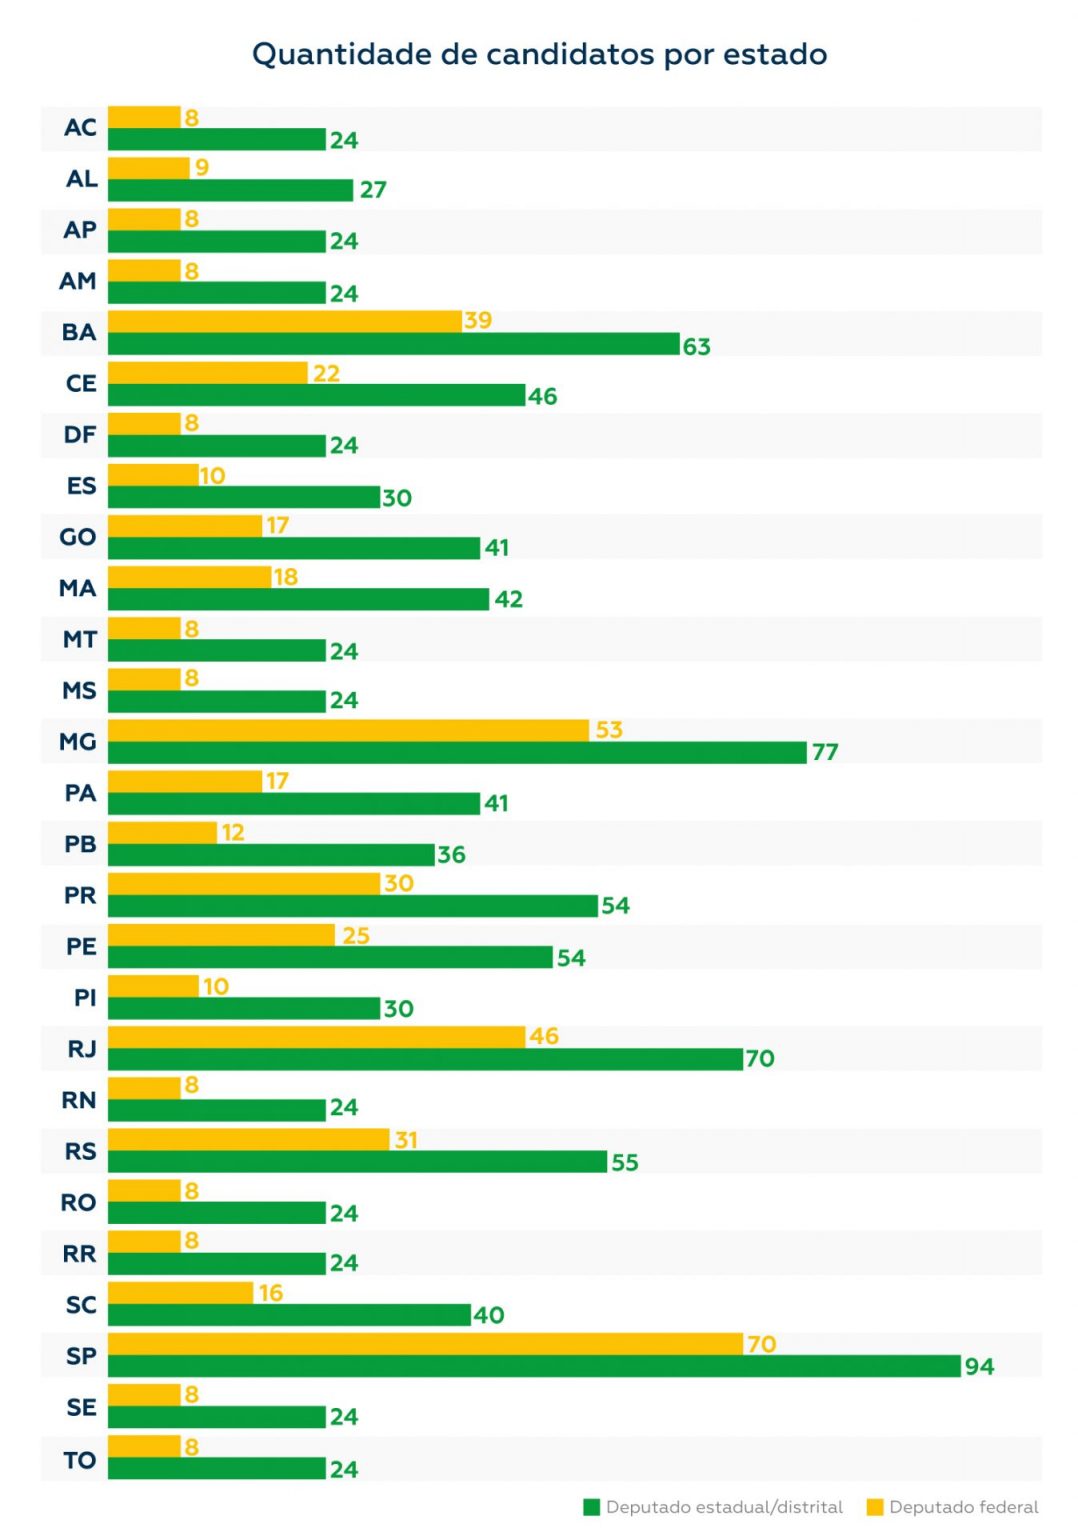 Quantidade de candidatos por estado
AC 8
24
AL 9
27
AP 8
24
AM 8
24
BA 39
63
CE 22
46
DF 8
24
ES 10
30
GO 17
41
MA 18
42
MT 8
24
MS 8
24
MG 53
77
PA 17
41
PB 12
36
PR 30
54
PE 25
54
PI 10
30
RJ 46
70
RN 8
24
RS 31
55
RO 8
24
RR 8
24
SC 16
40
SP 70
94
SE 8
24
TO 8
24
Deputado estadual/distrital Deputado federal